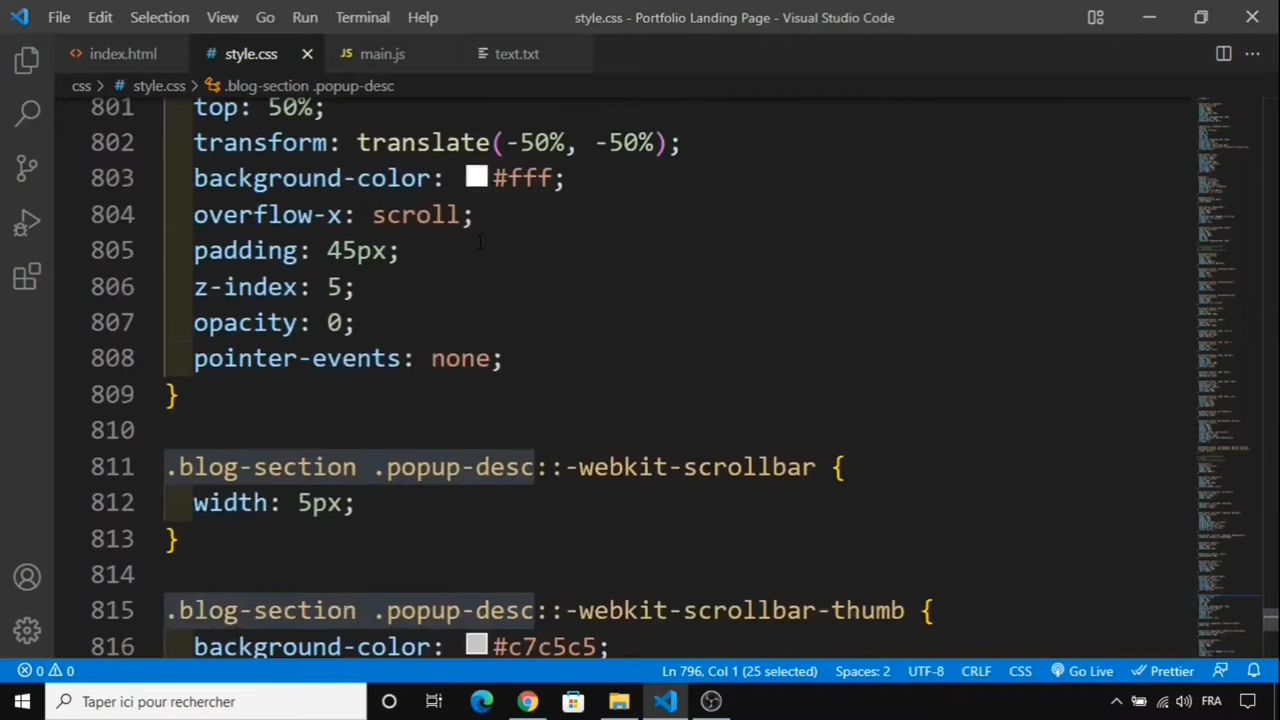 File Edit Selection View Go Run Terminal Help style.css - Portfolio Landing Page - Visual Studio Code
index.html # style.css JS main.js text.txt
css > # style.css > .blog-section .popup-desc
801 top: 50%;
802 transform: translate(-50%, -50%);
803 background-color: #fff;
804 overflow-x: scroll;
805 padding: 45px;
806 z-index: 5;
807 opacity: 0;
808 pointer-events: none;
809 }
810
811 .blog-section .popup-desc::-webkit-scrollbar {
812 width: 5px;
813 }
814
815 .blog-section .popup-desc::-webkit-scrollbar-thumb {
816 background-color: #c7c5c5;
0 0 Ln 796, Col 1 (25 selected) Spaces: 2 UTF-8 CRLF CSS Go Live Prettier
Taper ici pour rechercher FRA